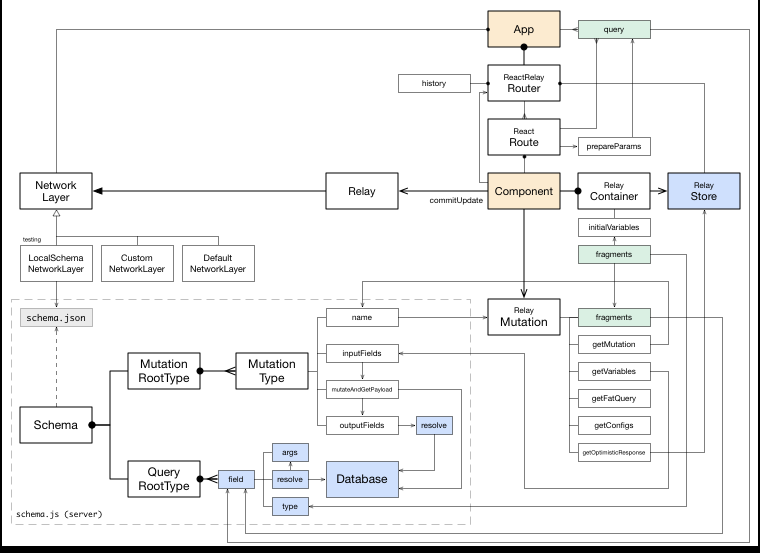 App
query
ReactRelay
Router
history
React
Route
prepareParams
Network
Layer
Relay
commitUpdate
Component
Relay
Container
Relay
Store
initialVariables
testing
LocalSchema
NetworkLayer
Custom
NetworkLayer
Default
NetworkLayer
fragments
schema.json
name
Relay
Mutation
fragments
getMutation
inputFields
Mutation
RootType
Mutation
Type
getVariables
mutateAndGetPayload
getFatQuery
Schema
outputFields
resolve
getConfigs
args
getOptimisticResponse
Query
RootType
field
resolve
Database
type
schema.js (server)